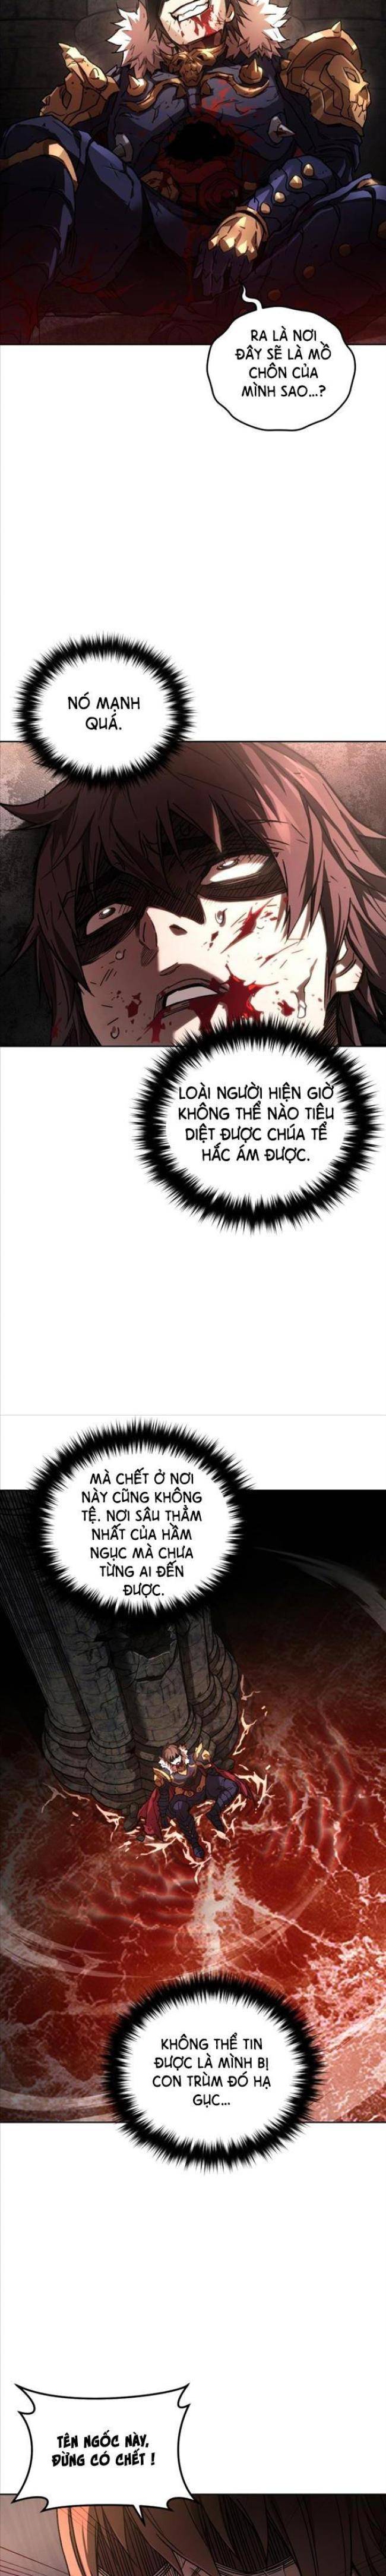 RA LÀ NƠI
ĐÂY SẼ LÀ MỒ
CHÔN CỦA
MÌNH SAO...?
NÓ MẠNH
QUÁ.
LOÀI NGƯỜI HIỆN GIỜ
KHÔNG THỂ NÀO TIÊU
DIỆT ĐƯỢC CHÚA TỂ
HẮC ÁM ĐƯỢC.
MÀ CHẾT Ở NƠI
NÀY CŨNG KHÔNG
TỆ. NƠI SÂU THẲM
NHẤT CỦA HẦM
NGỤC MÀ CHƯA
TỪNG AI ĐẾN
ĐƯỢC.
KHÔNG THỂ TIN
ĐƯỢC LÀ MÌNH BỊ
CON TRÙM ĐÓ HẠ
GỤC...
TÊN NGỐC NÀY,
ĐỪNG CÓ CHẾT !